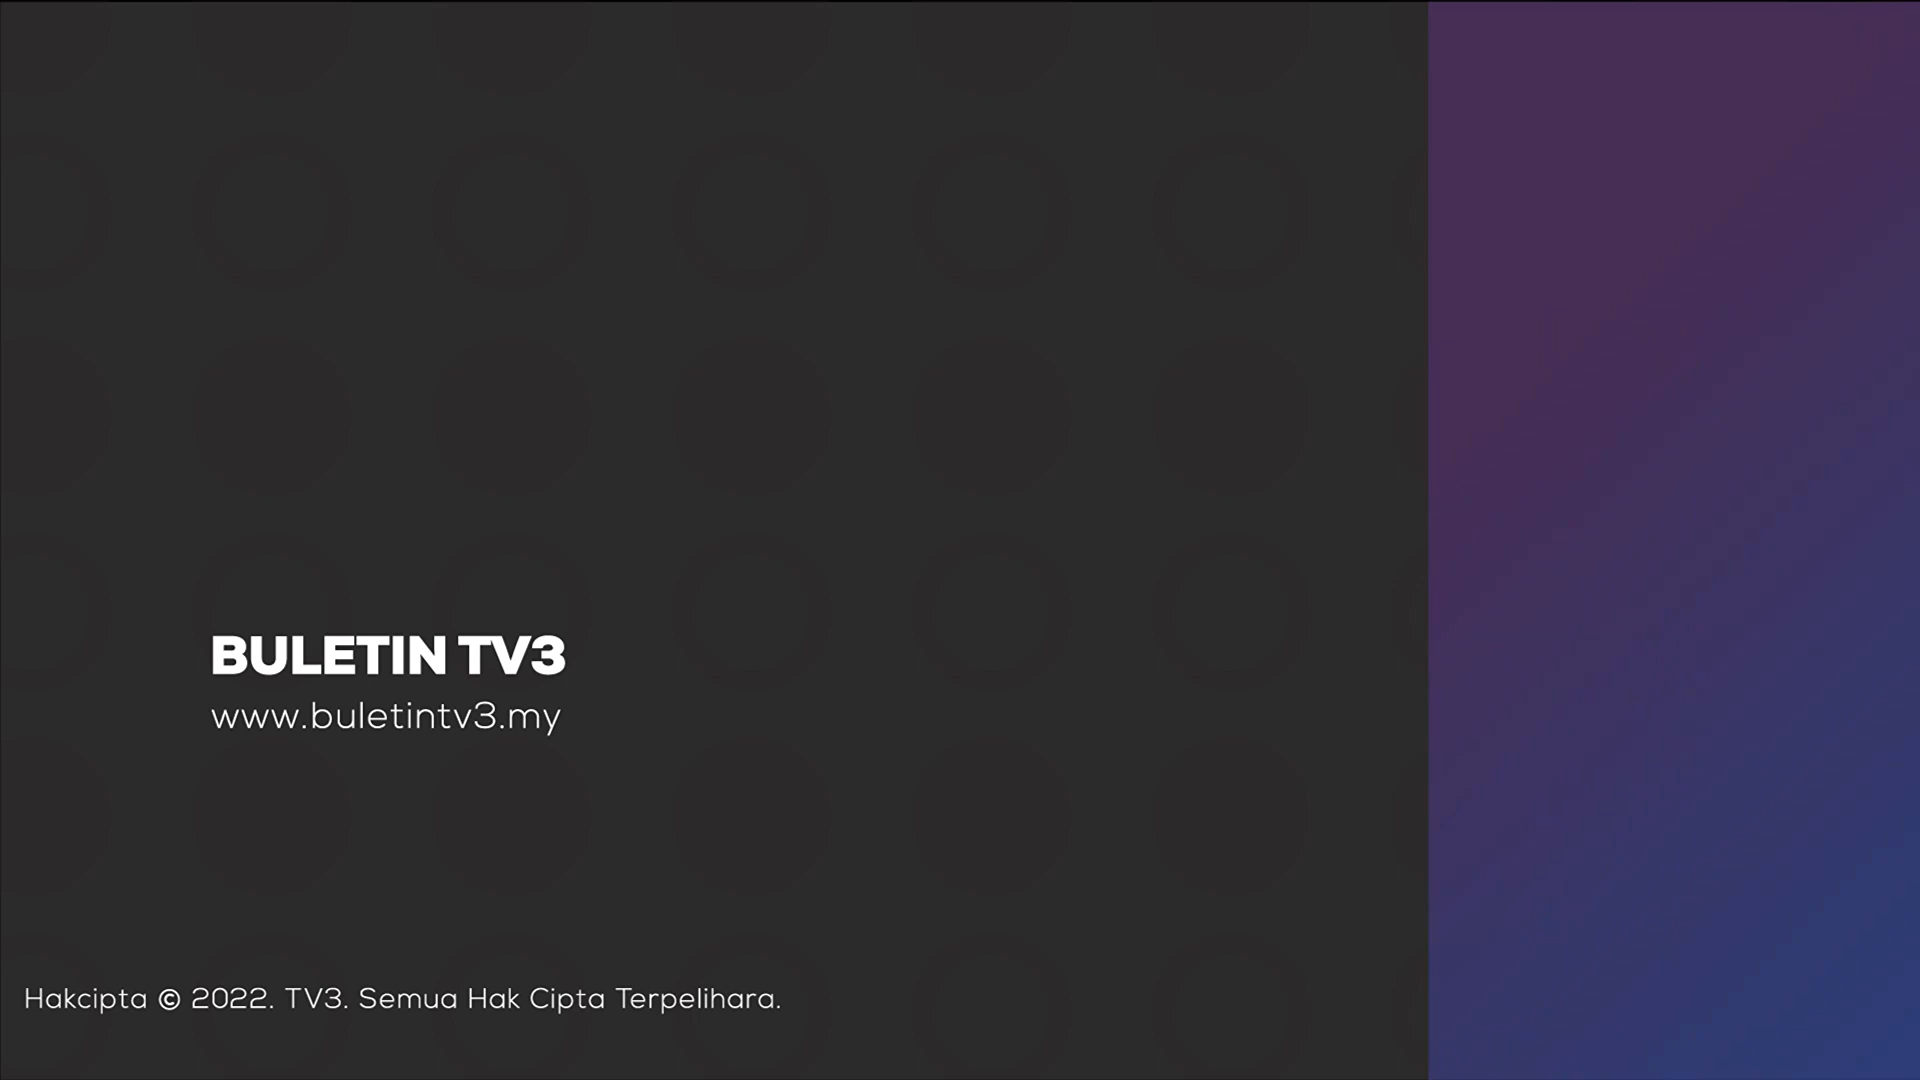 BULETIN TV3
www.buletintv3.my
Hakcipta © 2022. TV3. Semua Hak Cipta Terpelihara.